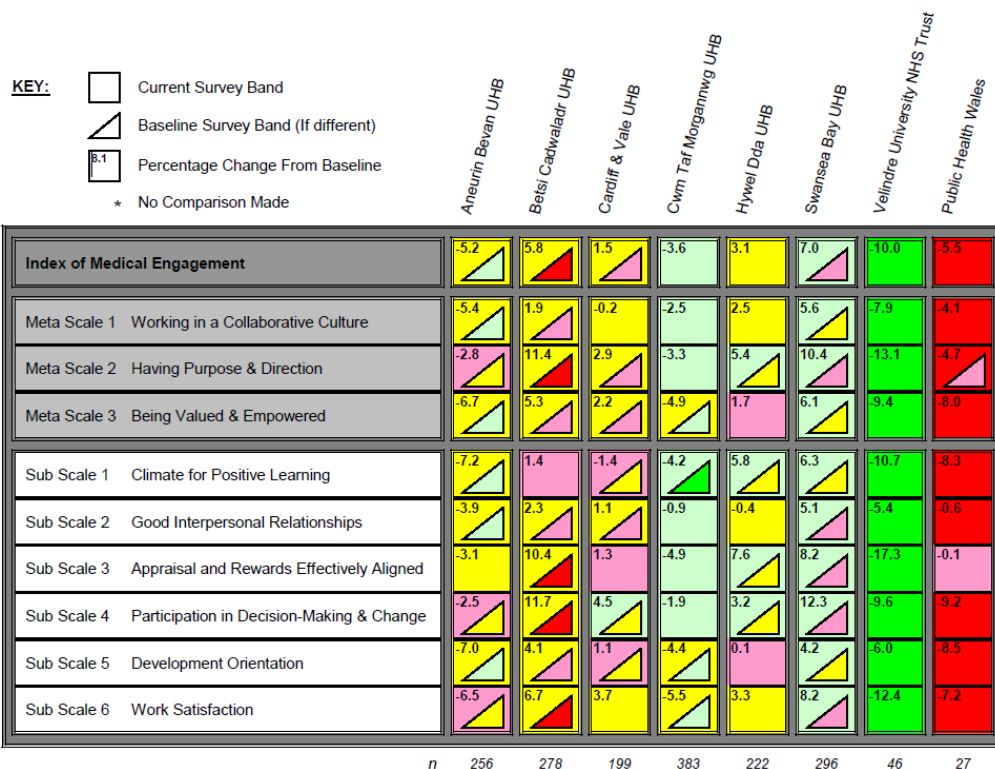 KEY:
Current Survey Band
Baseline Survey Band (If different)
8.1 Percentage Change From Baseline
* No Comparison Made
Aneurin Bevan UHB
Betsi Cadwaladr UHB
Cardiff & Vale UHB
Cwm Taf Morgannwg UHB
Hywel Dda UHB
Swansea Bay UHB
Velindre University NHS Trust
Public Health Wales
Index of Medical Engagement -5.2 5.8 1.5 -3.6 3.1 7.0 -10.0 -5.5
Meta Scale 1 Working in a Collaborative Culture -5.4 1.9 -0.2 -2.5 2.5 5.6 -7.9 -4.1
Meta Scale 2 Having Purpose & Direction -2.8 11.4 2.9 -3.3 5.4 10.4 -13.1 -4.7
Meta Scale 3 Being Valued & Empowered -6.7 5.3 2.2 -4.9 1.7 6.1 -9.4 -8.0
Sub Scale 1 Climate for Positive Learning -7.2 1.4 -1.4 -4.2 5.8 6.3 -10.7 -8.3
Sub Scale 2 Good Interpersonal Relationships -3.9 2.3 1.1 -0.9 -0.4 5.1 -5.4 -0.6
Sub Scale 3 Appraisal and Rewards Effectively Aligned -3.1 10.4 1.3 -4.9 7.6 8.2 -17.3 -0.1
Sub Scale 4 Participation in Decision-Making & Change -2.5 11.7 4.5 -1.9 3.2 12.3 -9.6 -9.2
Sub Scale 5 Development Orientation -7.0 4.1 1.1 -4.4 0.1 4.2 -6.0 -8.5
Sub Scale 6 Work Satisfaction -6.5 6.7 3.7 -5.5 3.3 8.2 -12.4 -7.2
n 256 278 199 383 222 296 46 27